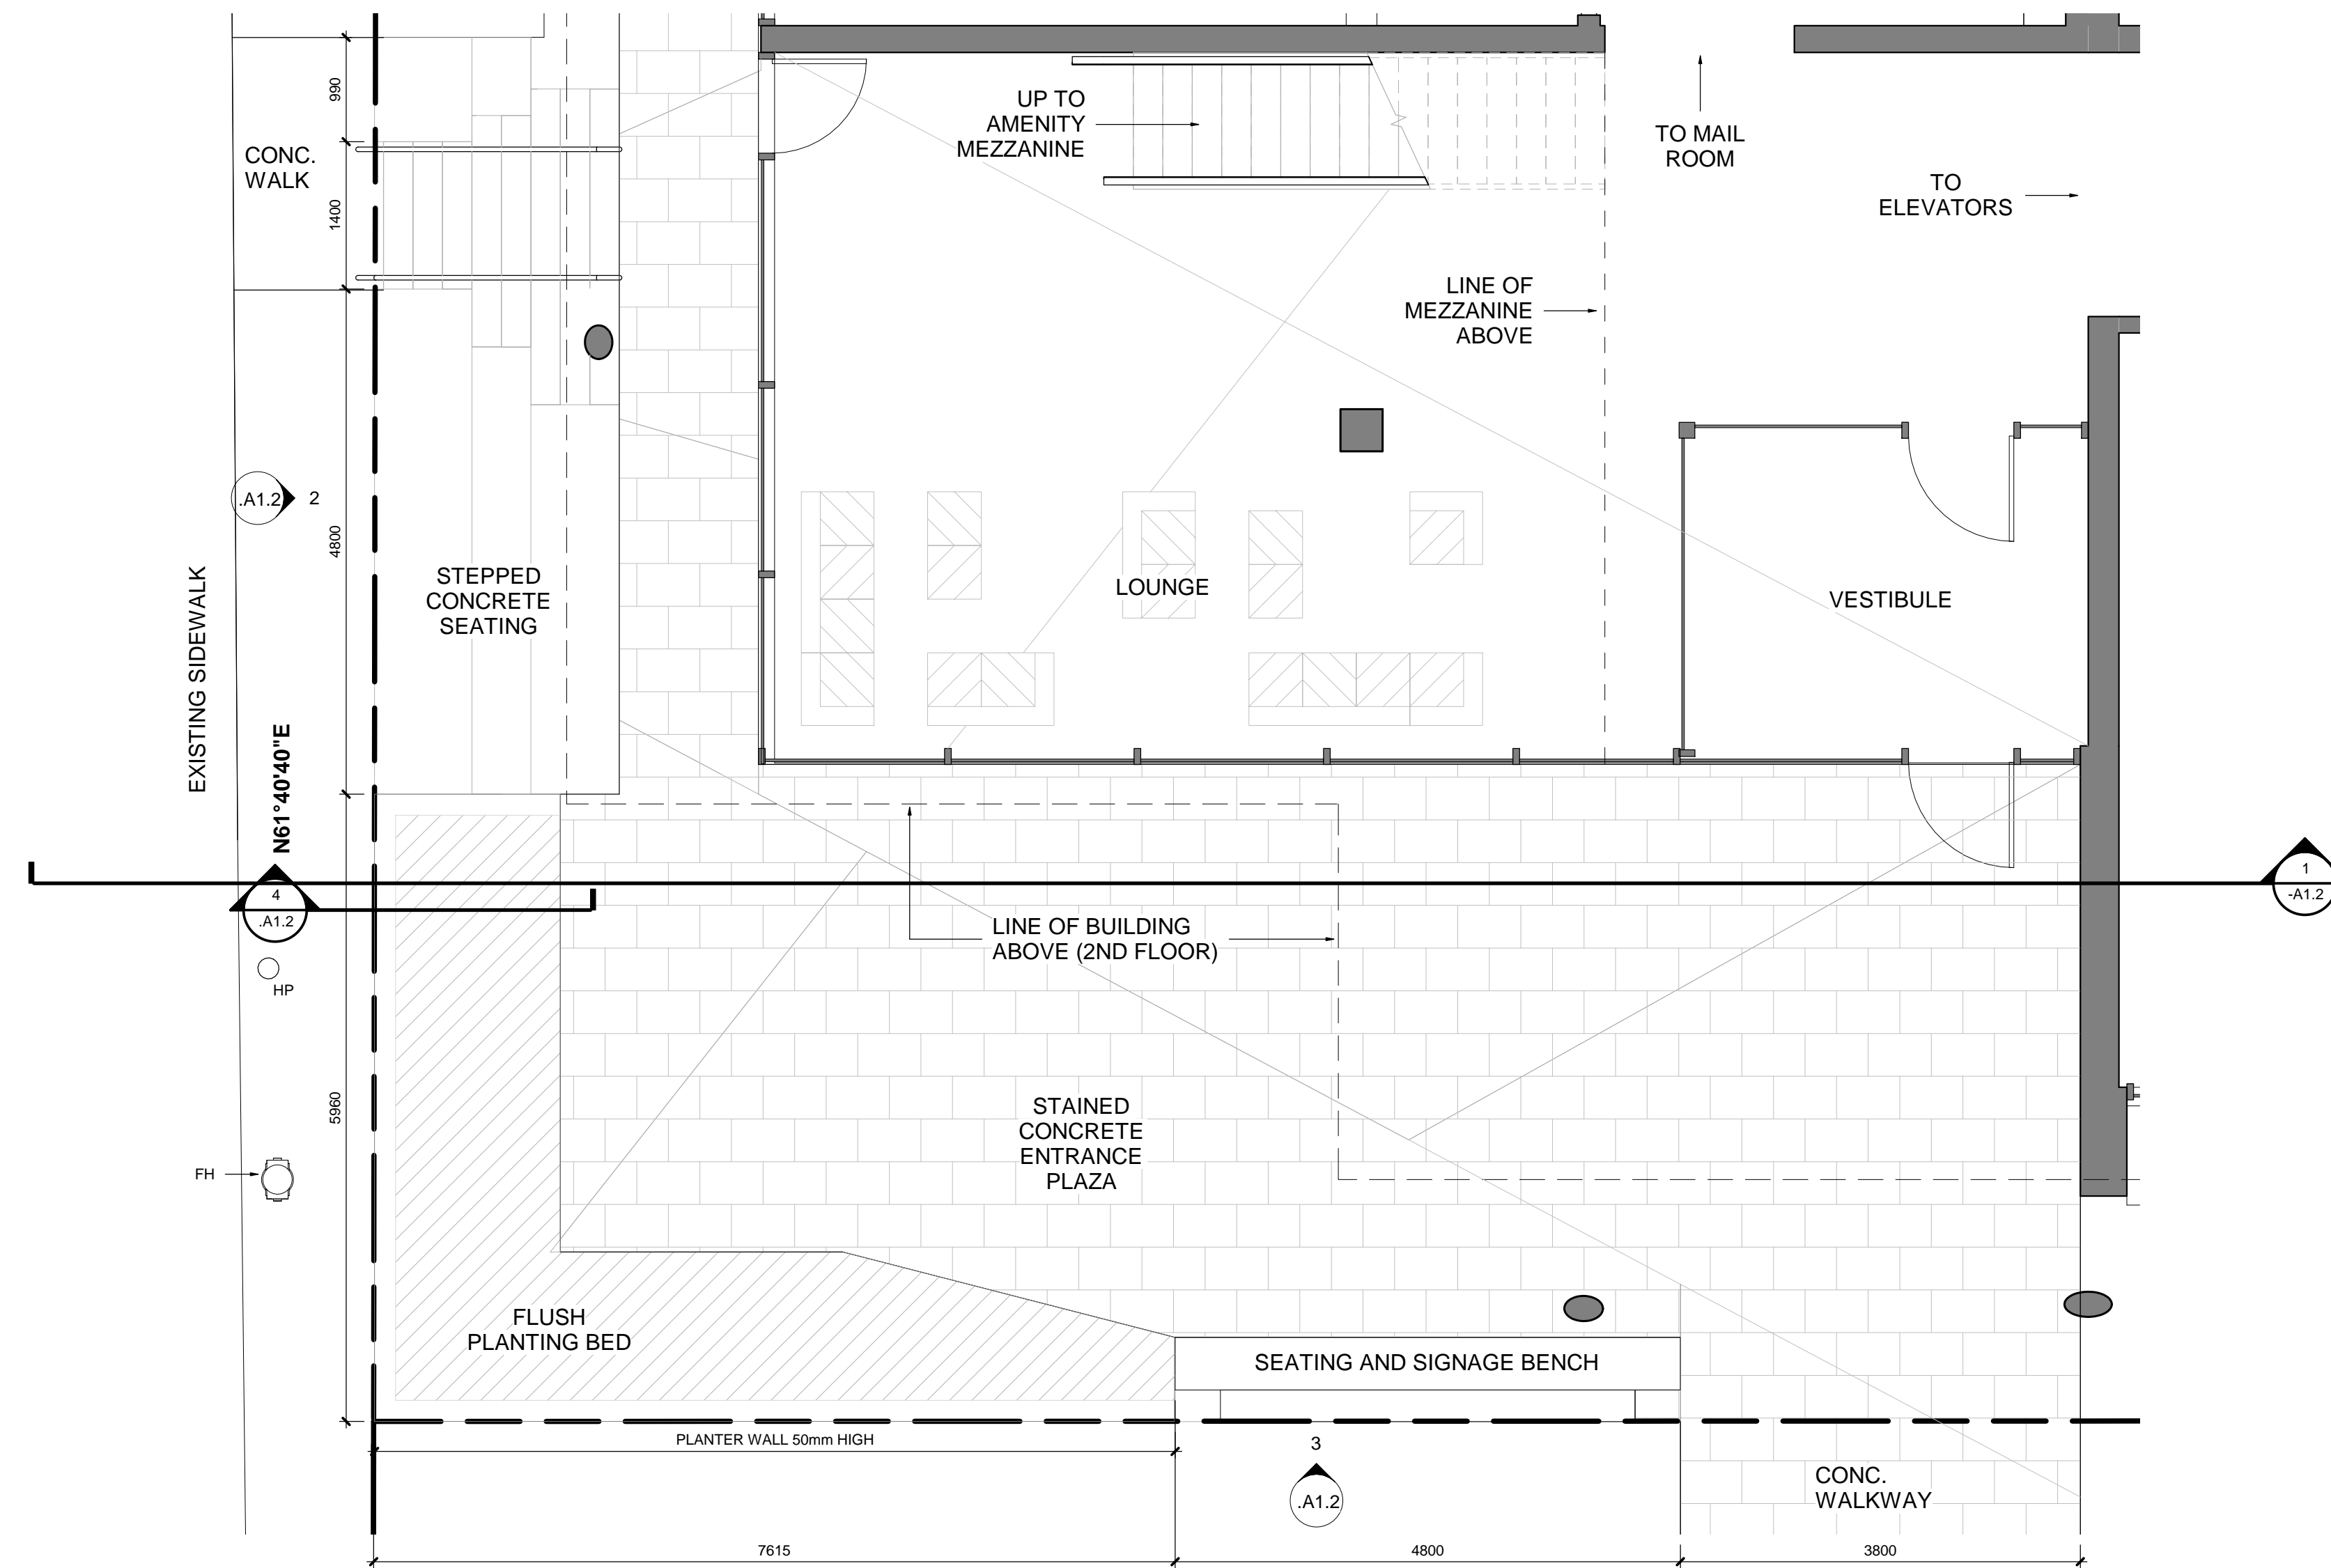 990
CONC.
WALK
1400
UP TO
AMENITY
MEZZANINE
TO MAIL
ROOM
TO
ELEVATORS
LINE OF
MEZZANINE
ABOVE
.A1.2
2
4800
STEPPED
CONCRETE
SEATING
LOUNGE
VESTIBULE
EXISTING SIDEWALK
N61°40'40"E
4
.A1.2
1
-A1.2
LINE OF BUILDING
ABOVE (2ND FLOOR)
HP
5960
STAINED
CONCRETE
ENTRANCE
PLAZA
FH
FLUSH
PLANTING BED
SEATING AND SIGNAGE BENCH
PLANTER WALL 50mm HIGH
3
.A1.2
CONC.
WALKWAY
7615
4800
3800